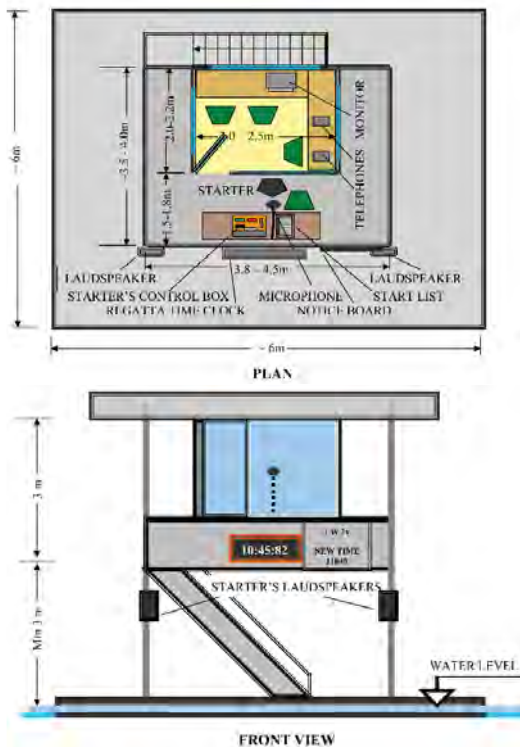 MONITOR
TELEPHONES
2.0-2.2m
2.5m
3.5 - 4.0m
1.5-1.8m
~ 6m
STARTER
LAUDSPEAKER
3.8 - 4.5m
LAUDSPEAKER
STARTER'S CONTROL BOX
MICROPHONE
START LIST
REGATTA TIME CLOCK
NOTICE BOARD
~ 6m
PLAN
3 m
10:45:82
NEW TIME
Min 3 m
STARTER'S LAUDSPEAKERS
WATER LEVEL
FRONT VIEW